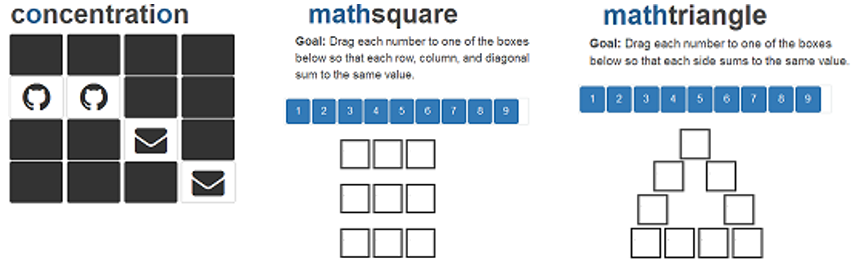 concentration
mathsquare
Goal: Drag each number to one of the boxes
below so that each row, column, and diagonal
sum to the same value.
1 2 3 4 5 6 7 8 9
mathtriangle
Goal: Drag each number to one of the boxes
below so that each side sums to the same value.
1 2 3 4 5 6 7 8 9